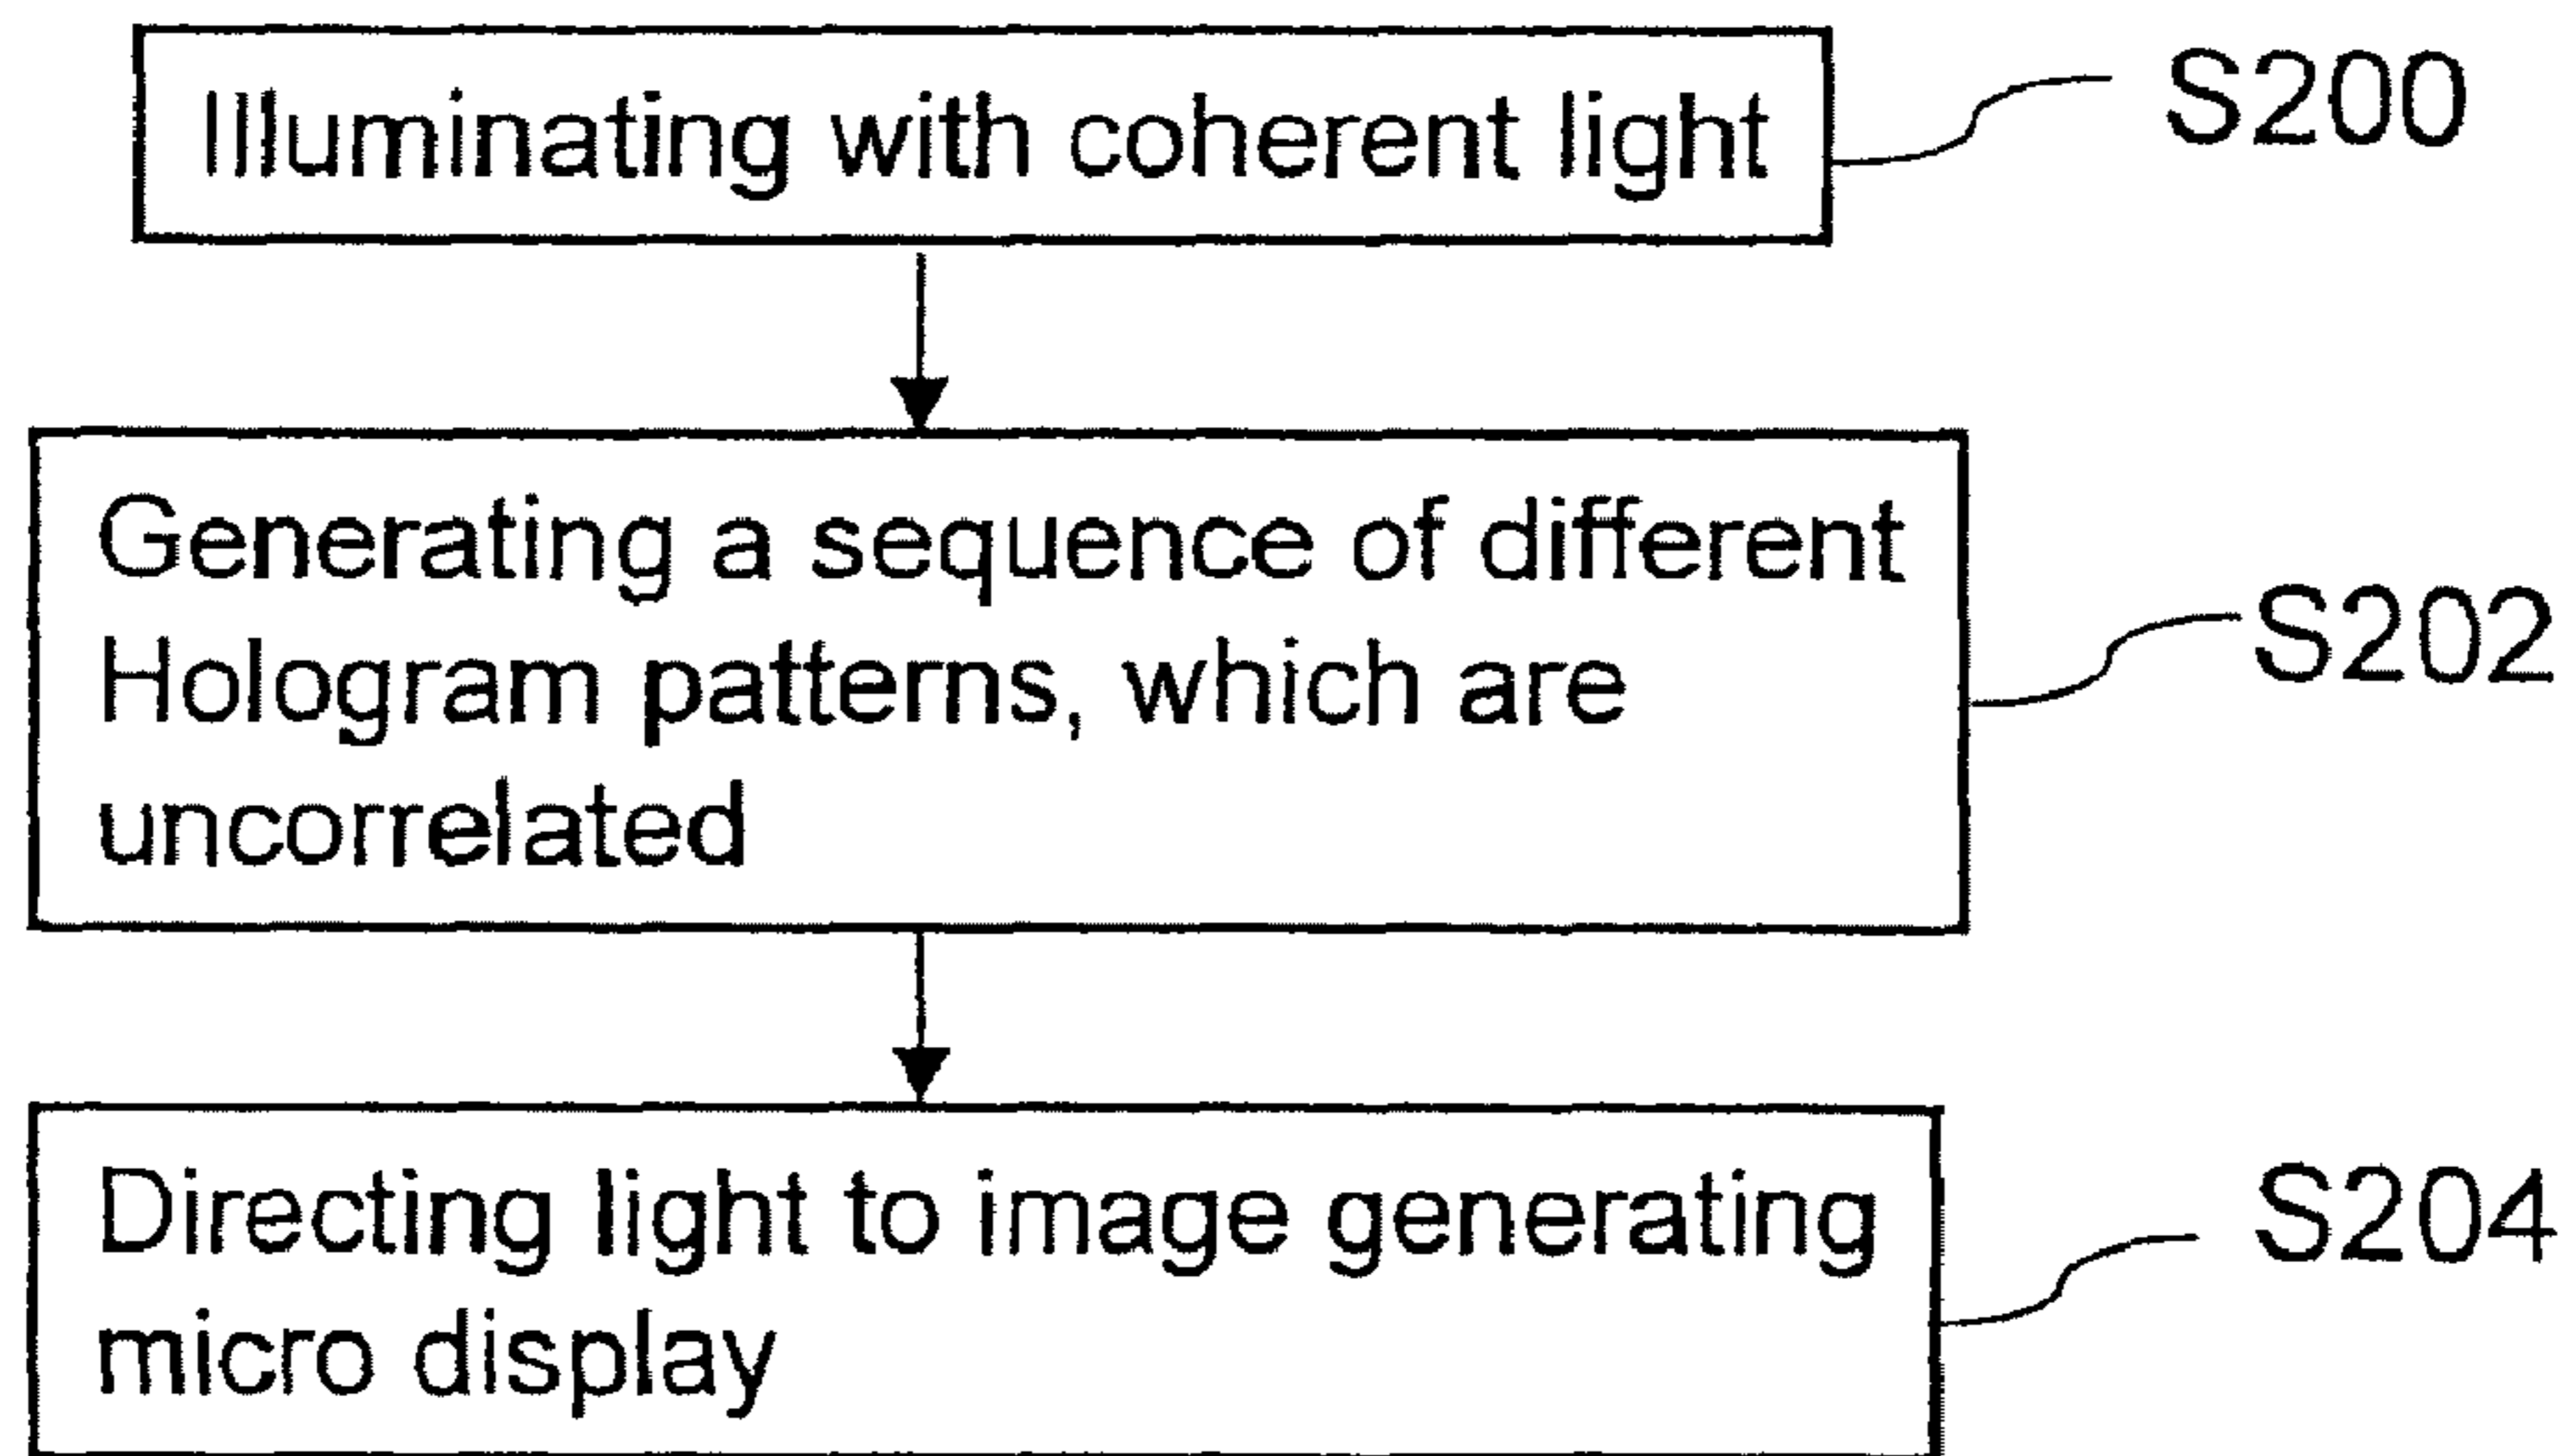 Illuminating with coherent light
S200
Generating a sequence of different
Hologram patterns, which are
uncorrelated
S202
Directing light to image generating
micro display
S204